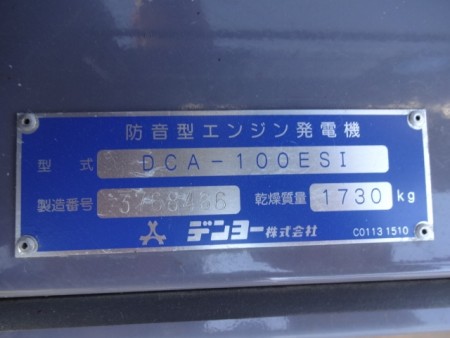 防音型エンジン発電機
型式 DCA-100ESI
製造番号 乾燥質量 1730 kg
デンヨー株式会社 C0113 1510